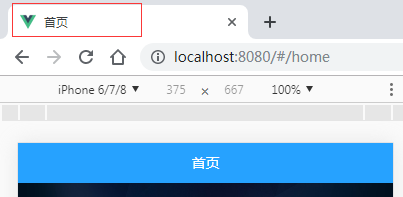 首页
localhost:8080/#/home
iPhone 6/7/8 ▼ 375 × 667 100% ▼
首页